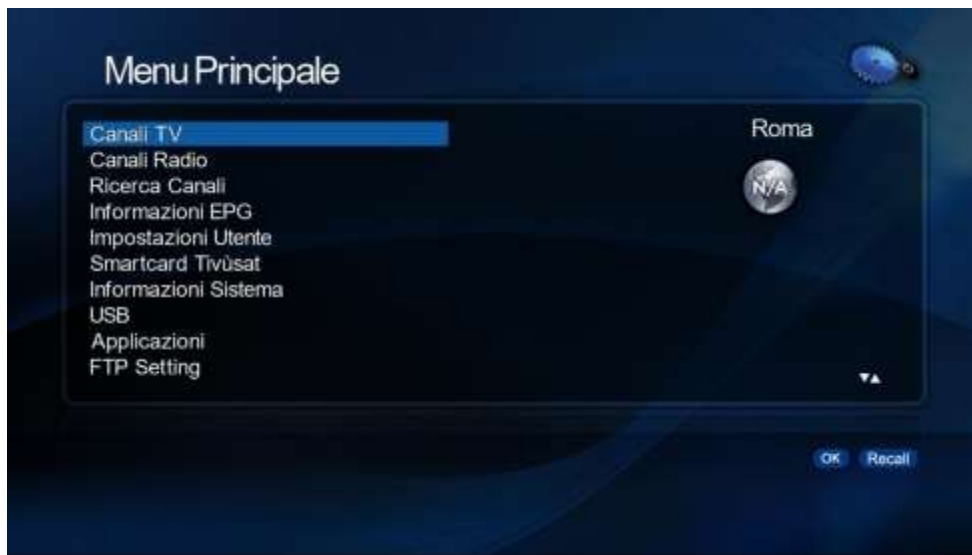 Menu Principale
Canali TV
Roma
Canali Radio
Ricerca Canali
N/A
Informazioni EPG
Impostazioni Utente
Smartcard Tivùsat
Informazioni Sistema
USB
Applicazioni
FTP Setting
OK Recall